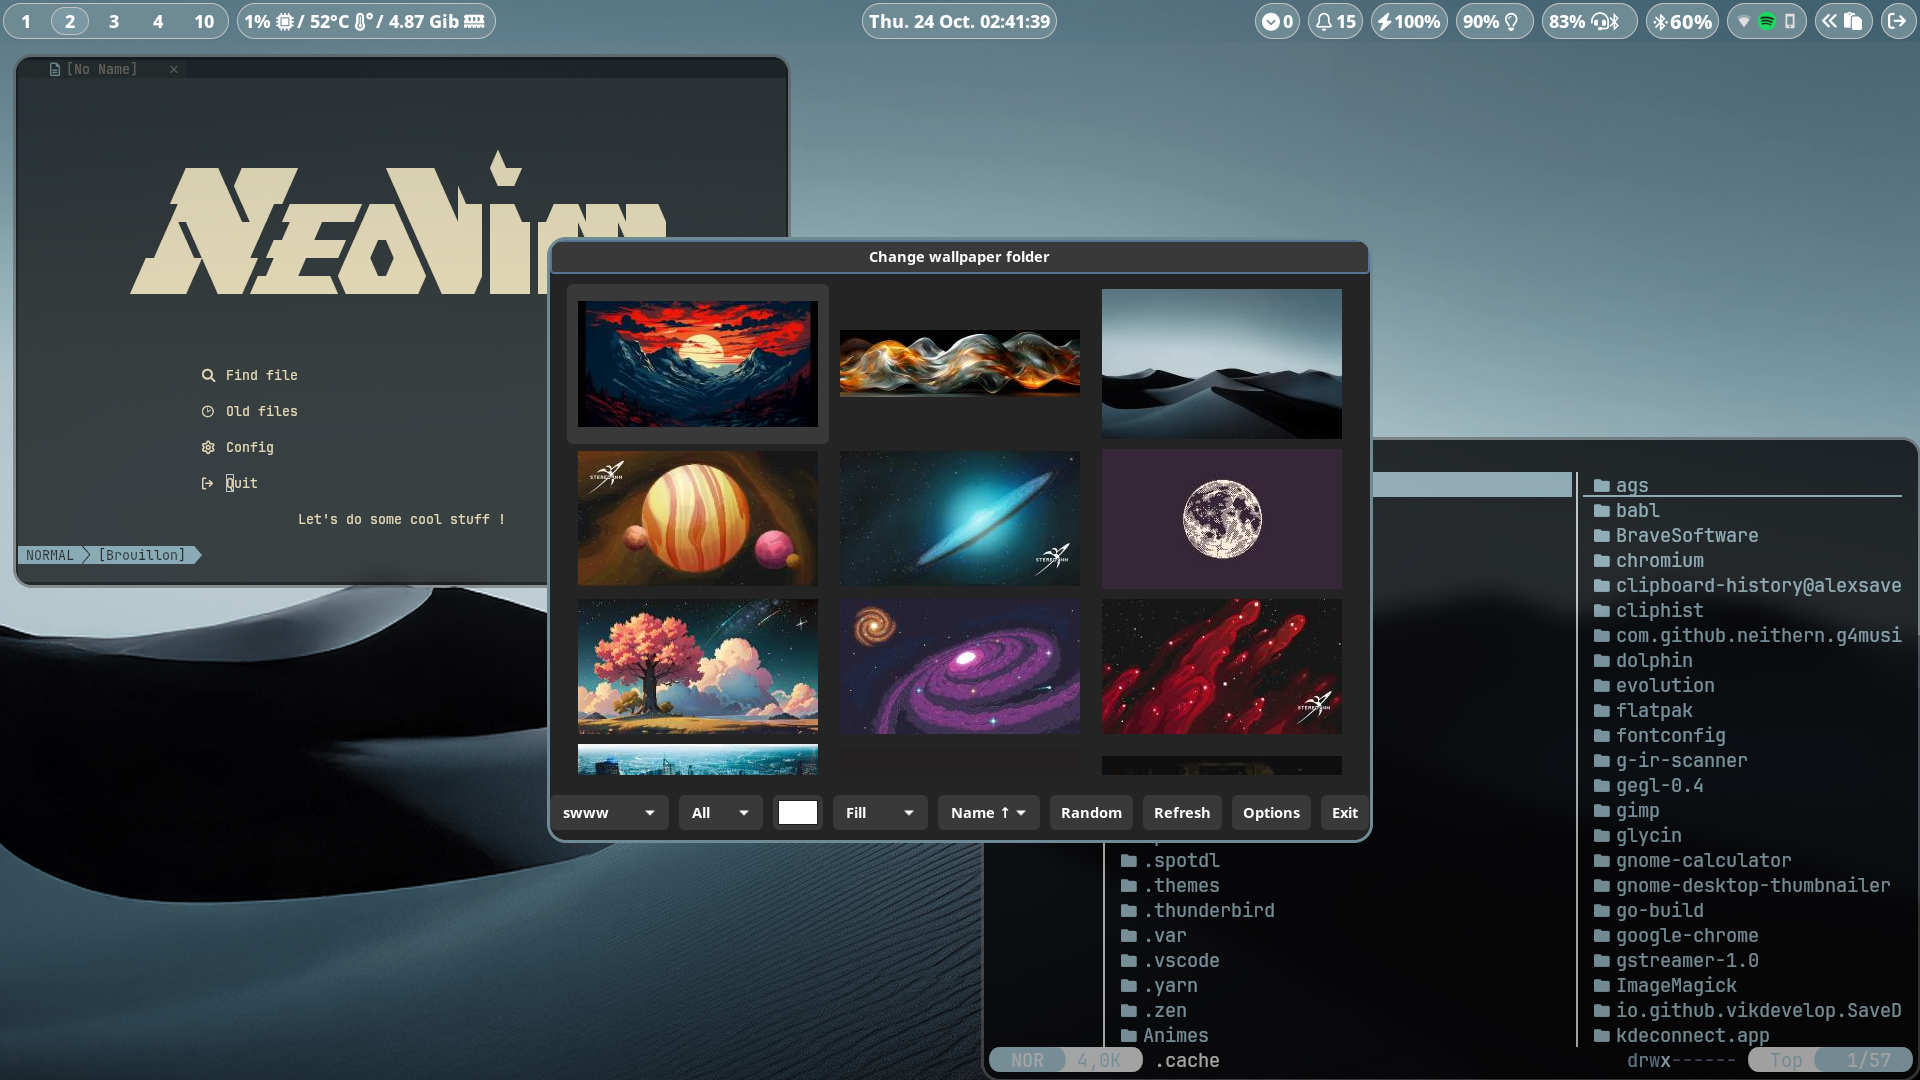 1 2 3 4 10
1% / 52°C / 4.87 Gib
Thu. 24 Oct. 02:41:39
0
15
100%
90%
83%
60%
[No Name] ×
NEOVIM
Find file
Old files
Config
Quit
Let's do some cool stuff !
NORMAL [Brouillon]
Change wallpaper folder
swww
All
Fill
Name ↑
Random
Refresh
Options
Exit
.spotdl
.themes
.thunderbird
.var
.vscode
.yarn
.zen
Animes
ags
babl
BraveSoftware
chromium
clipboard-history@alexsave
cliphist
com.github.neithern.g4musi
dolphin
evolution
flatpak
fontconfig
g-ir-scanner
gegl-0.4
gimp
glycin
gnome-calculator
gnome-desktop-thumbnailer
go-build
google-chrome
gstreamer-1.0
ImageMagick
io.github.vikdevelop.SaveD
kdeconnect.app
NOR 4,0K .cache
drwx------ Top 1/57